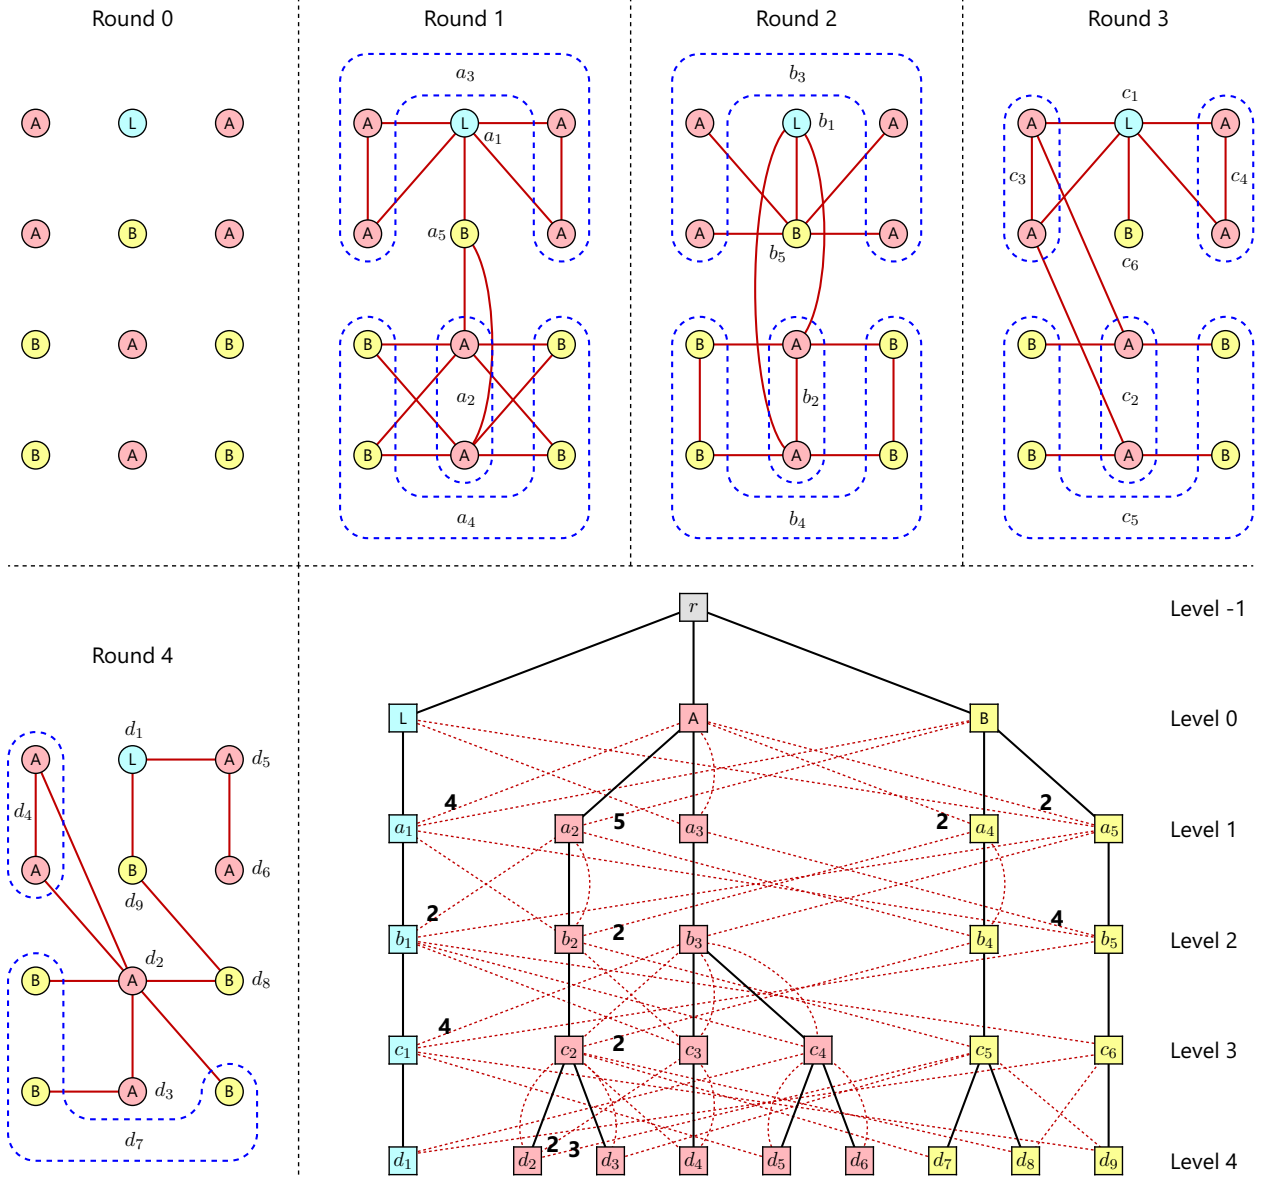 Round 0
A L A
A B A
B A B
B A B
Round 1
a3
A L A
a1
A a5 B A
B A B
a2
B A B
a4
Round 2
b3
A L b1 A
A B A
b5
B A B
b2
B A B
b4
Round 3
c1
A L A
c3 c4
A B A
c6
B A B
c2
B A B
c5
Round 4
d1
A L A d5
d4
A B A d6
d9
d2
B A B d8
B A d3 B
d7
r Level -1
L A B Level 0
4 5 2 2
a1 a2 a3 a4 a5 Level 1
2 2 4
b1 b2 b3 b4 b5 Level 2
4 2
c1 c2 c3 c4 c5 c6 Level 3
2 3
d1 d2 d3 d4 d5 d6 d7 d8 d9 Level 4